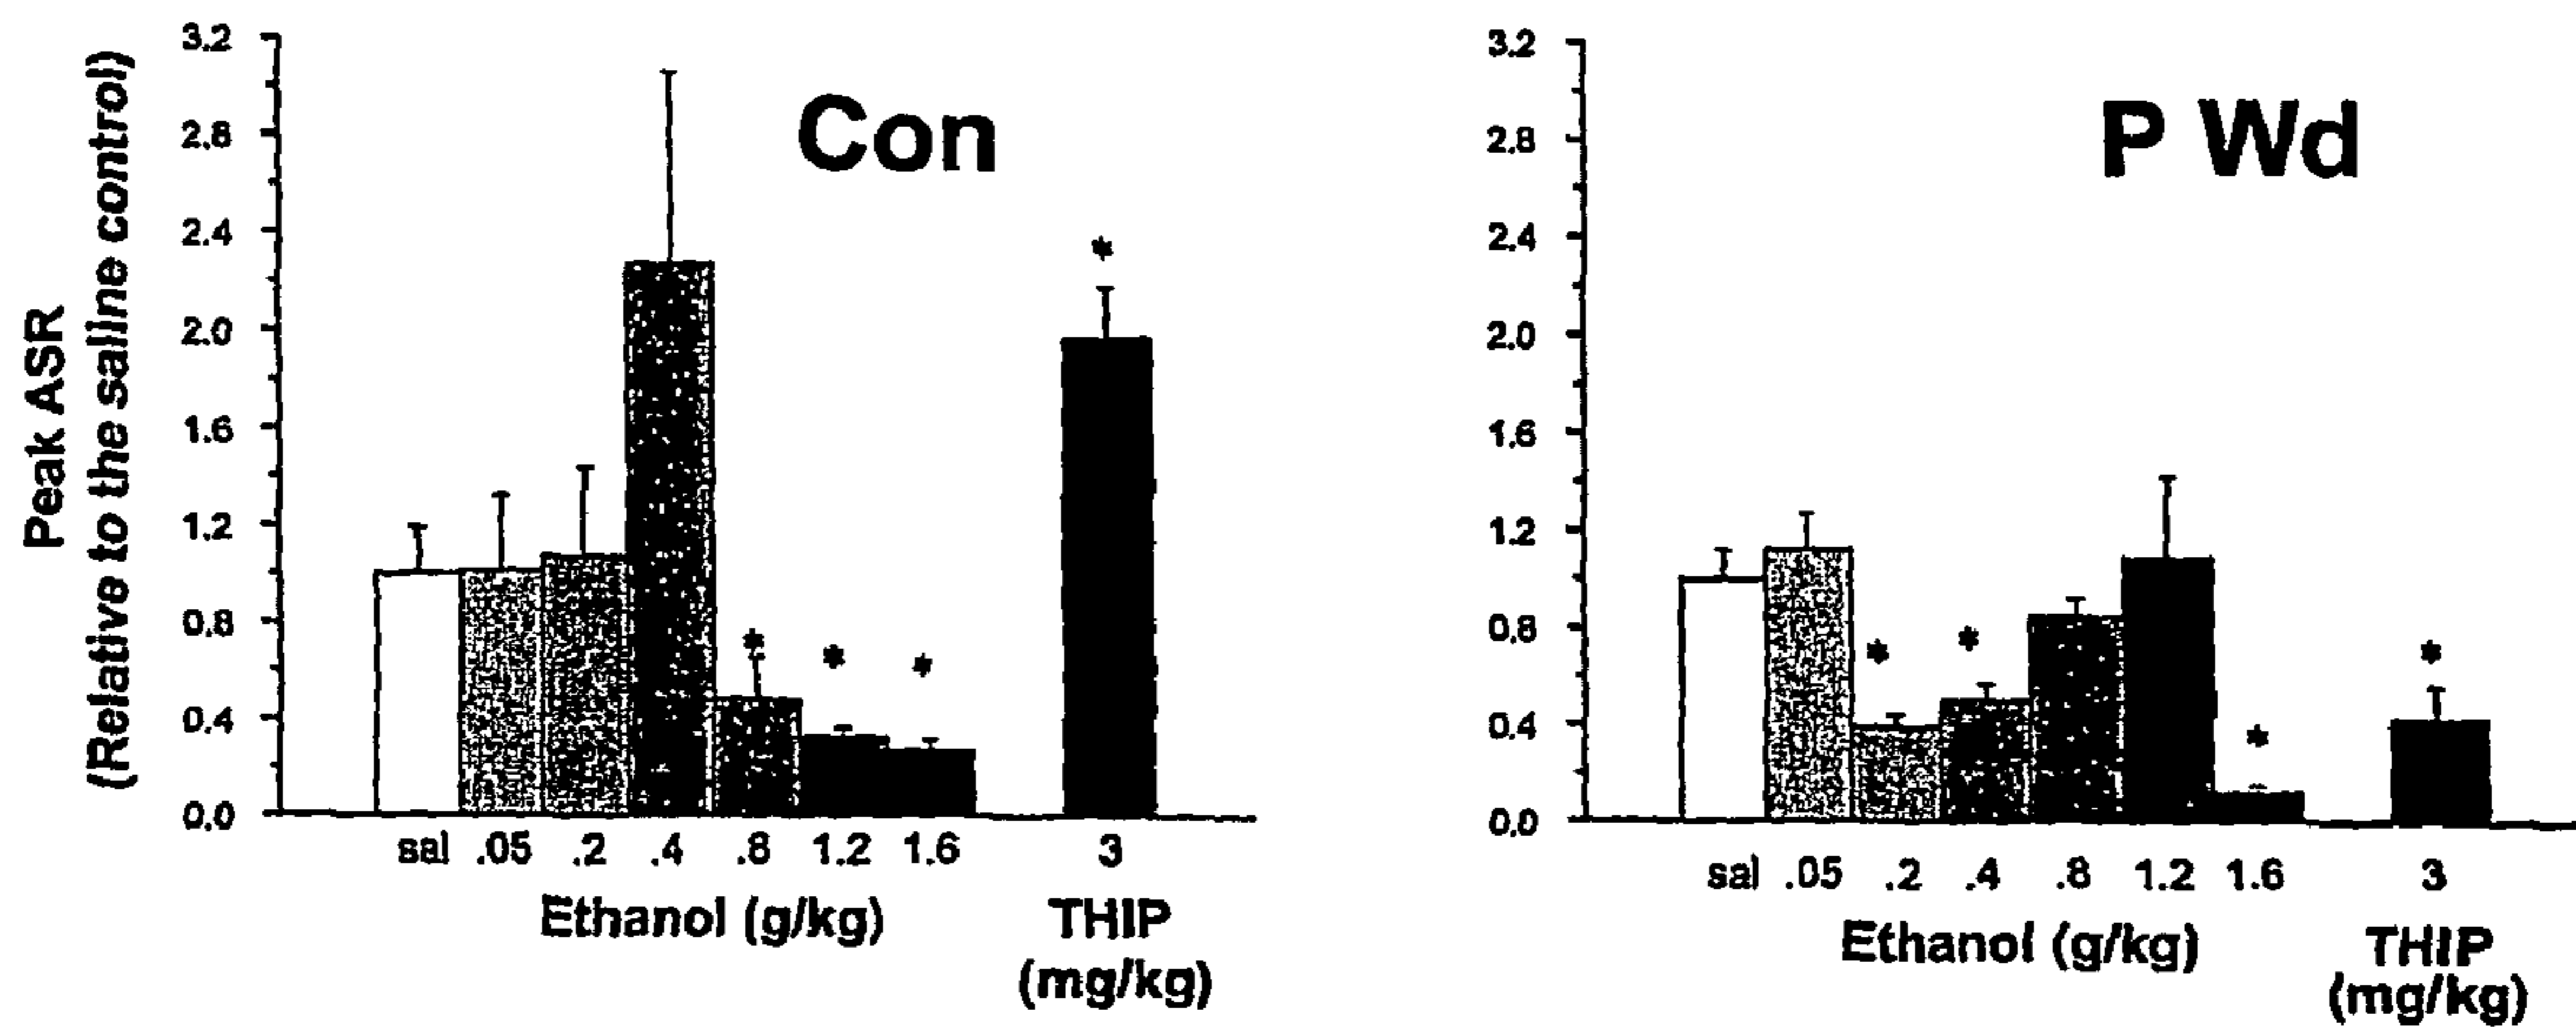 Peak ASR
(Relative to the saline control)
3.2
2.8
2.4
2.0
1.6
1.2
0.8
0.4
0.0
Con
*
*
*
*
sal .05 .2 .4 .8 1.2 1.6 3
Ethanol (g/kg) THIP
(mg/kg)
3.2
2.8
2.4
2.0
1.6
1.2
0.8
0.4
0.0
P Wd
*
*
*
*
sal .05 .2 .4 .8 1.2 1.6 3
Ethanol (g/kg) THIP
(mg/kg)